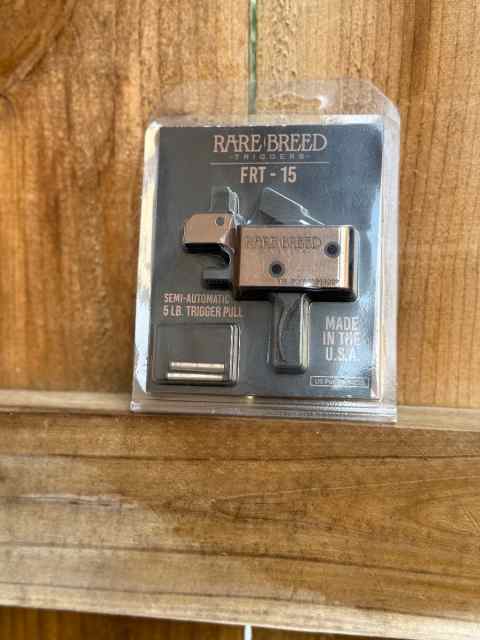 RARE BREED
-TRIGGERS-
FRT - 15
RARE BREED
SEMI-AUTOMATIC
5 LB. TRIGGER PULL
MADE
IN THE
U.S.A.